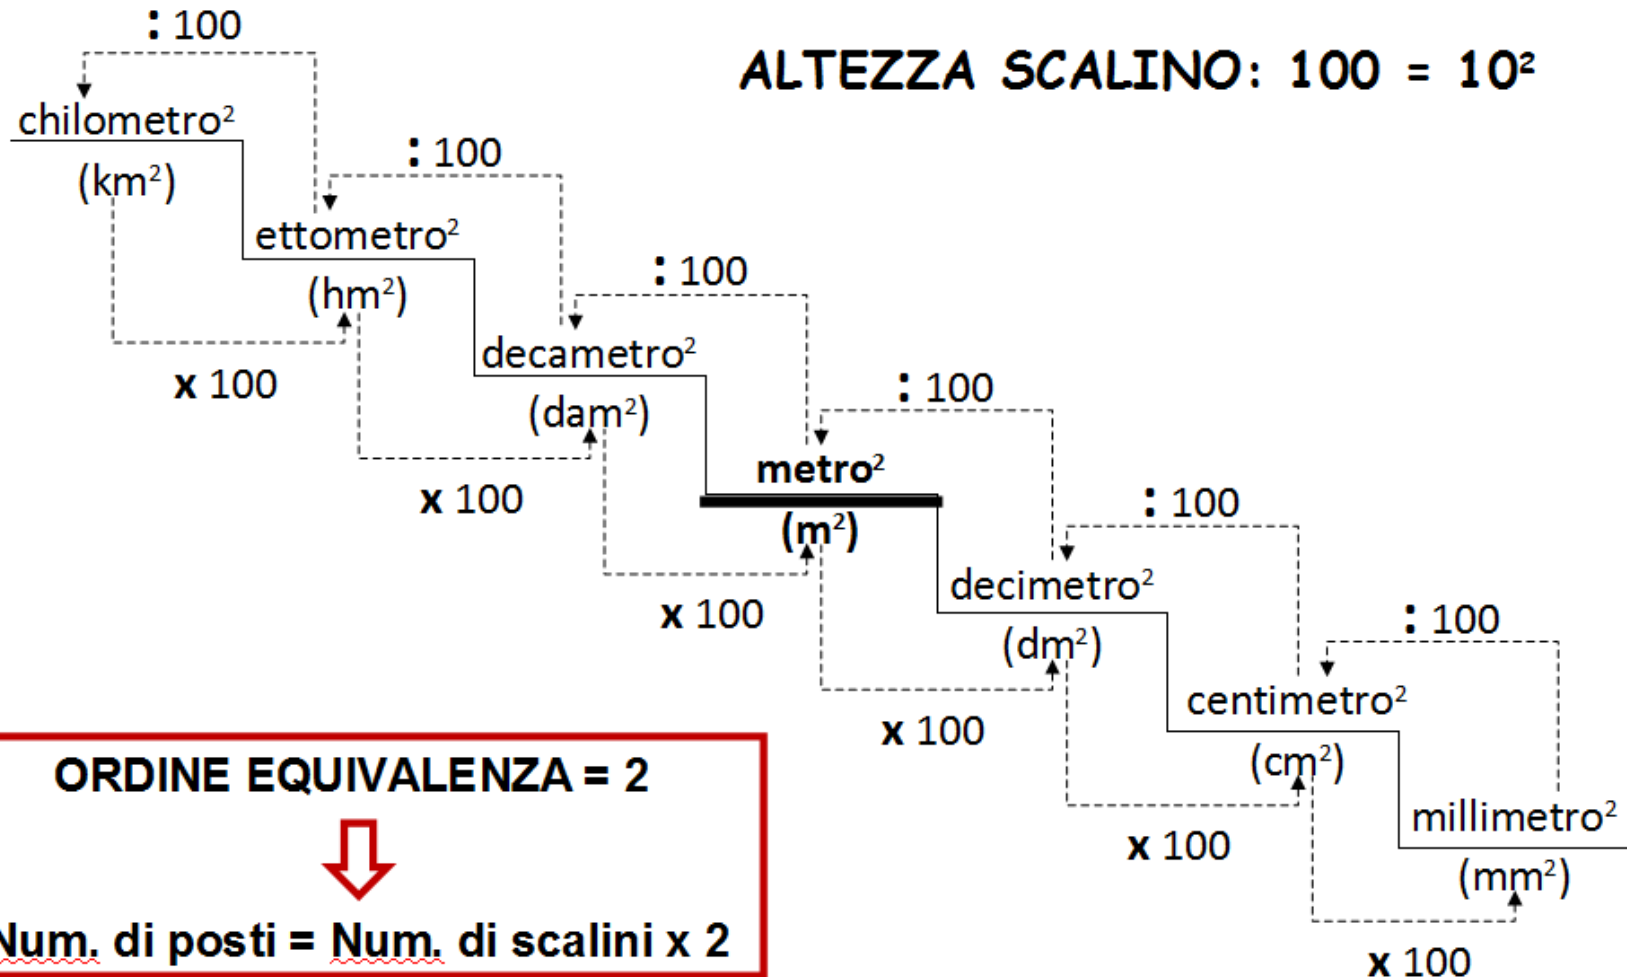 : 100
ALTEZZA SCALINO: 100 = 10²
chilometro²
(km²)
: 100
ettometro²
(hm²)
x 100
: 100
decametro²
(dam²)
x 100
: 100
metro²
(m²)
x 100
: 100
decimetro²
(dm²)
x 100
: 100
centimetro²
(cm²)
x 100
millimetro²
(mm²)
x 100
ORDINE EQUIVALENZA = 2
Num. di posti = Num. di scalini x 2